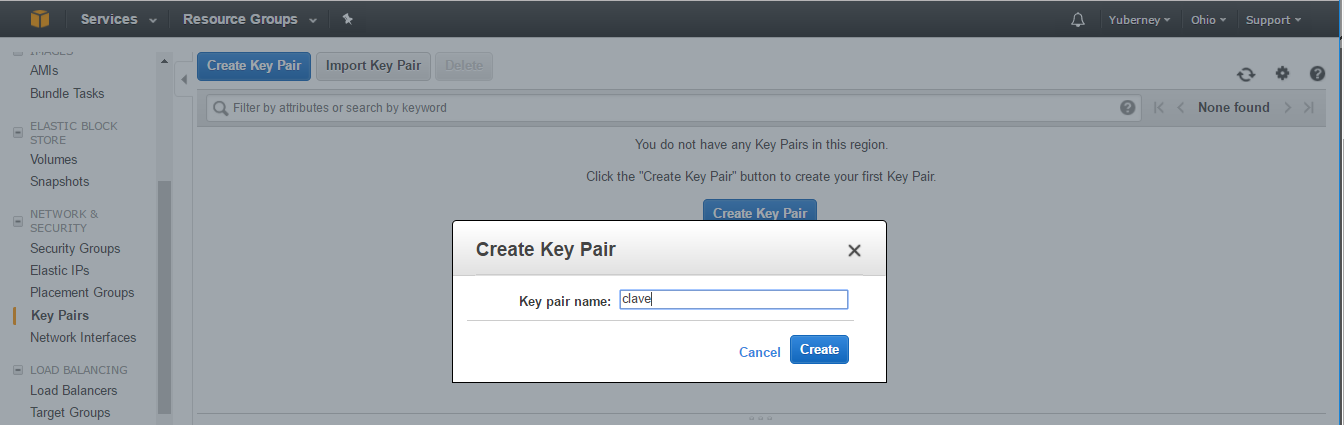 Services
Resource Groups
Yuberney
Ohio
Support
IMAGES
AMIs
Bundle Tasks
ELASTIC BLOCK
STORE
Volumes
Snapshots
NETWORK &
SECURITY
Security Groups
Elastic IPs
Placement Groups
Key Pairs
Network Interfaces
LOAD BALANCING
Load Balancers
Target Groups
Create Key Pair
Import Key Pair
Delete
Filter by attributes or search by keyword
None found
You do not have any Key Pairs in this region.
Click the "Create Key Pair" button to create your first Key Pair.
Create Key Pair
Create Key Pair
Key pair name:
clave
Cancel
Create